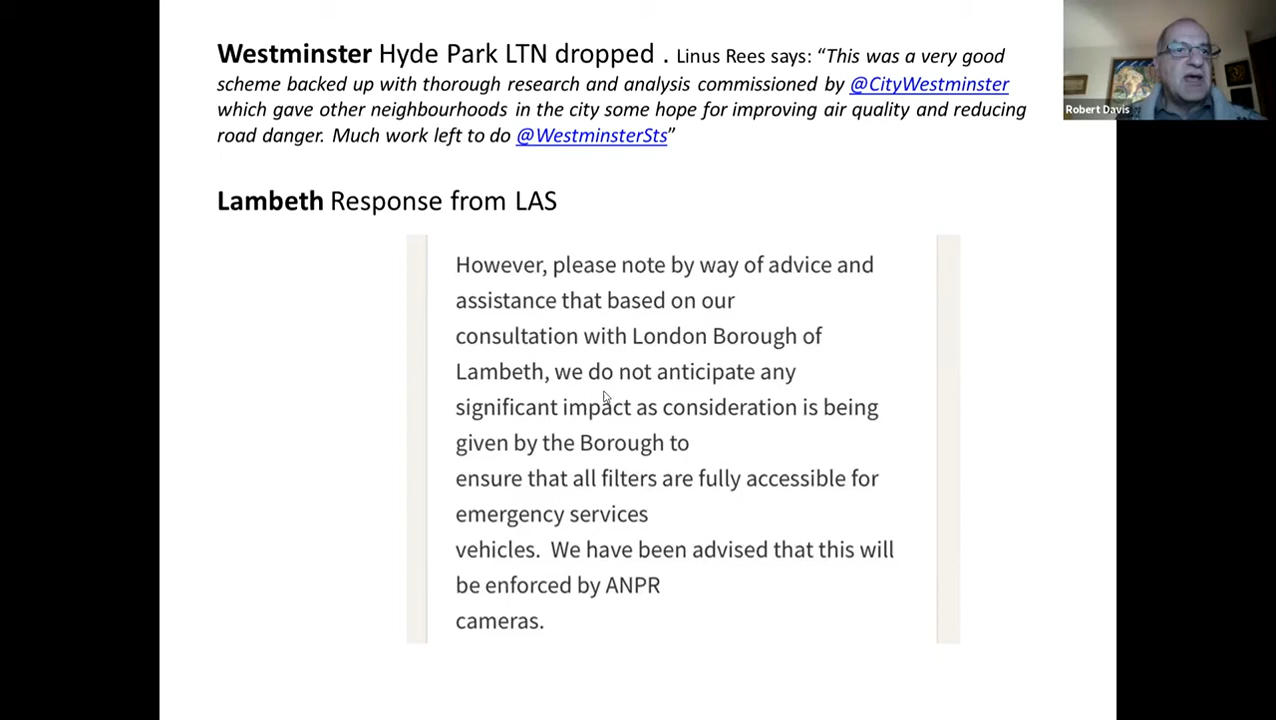 Westminster Hyde Park LTN dropped . Linus Rees says: “This was a very good
scheme backed up with thorough research and analysis commissioned by @CityWestminster
which gave other neighbourhoods in the city some hope for improving air quality and reducing
road danger. Much work left to do @WestminsterSts”
Robert Davis
Lambeth Response from LAS
However, please note by way of advice and
assistance that based on our
consultation with London Borough of
Lambeth, we do not anticipate any
significant impact as consideration is being
given by the Borough to
ensure that all filters are fully accessible for
emergency services
vehicles. We have been advised that this will
be enforced by ANPR
cameras.